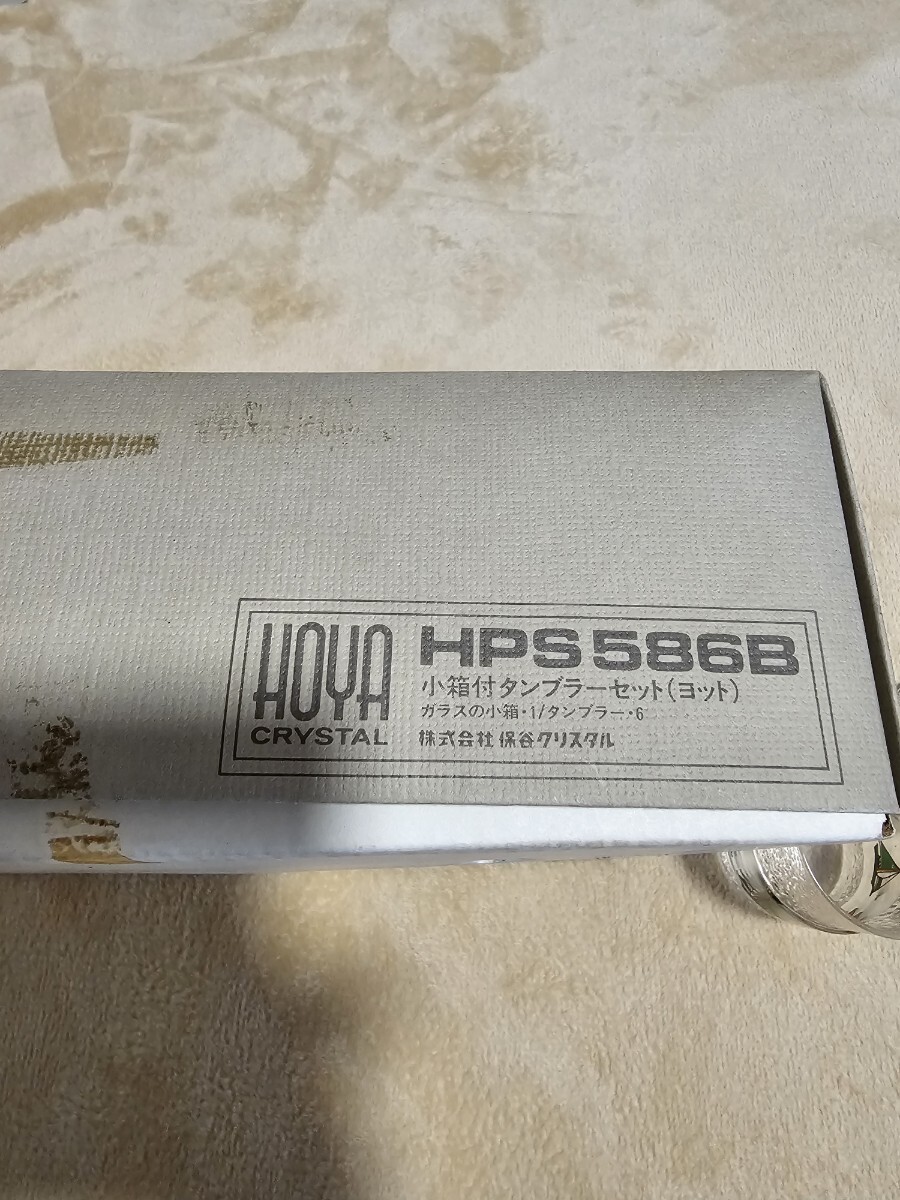 HOYA
CRYSTAL
HPS586B
小箱付タンブラーセット(ヨット)
ガラスの小箱・1/タンブラー・6
株式会社 保谷クリスタル